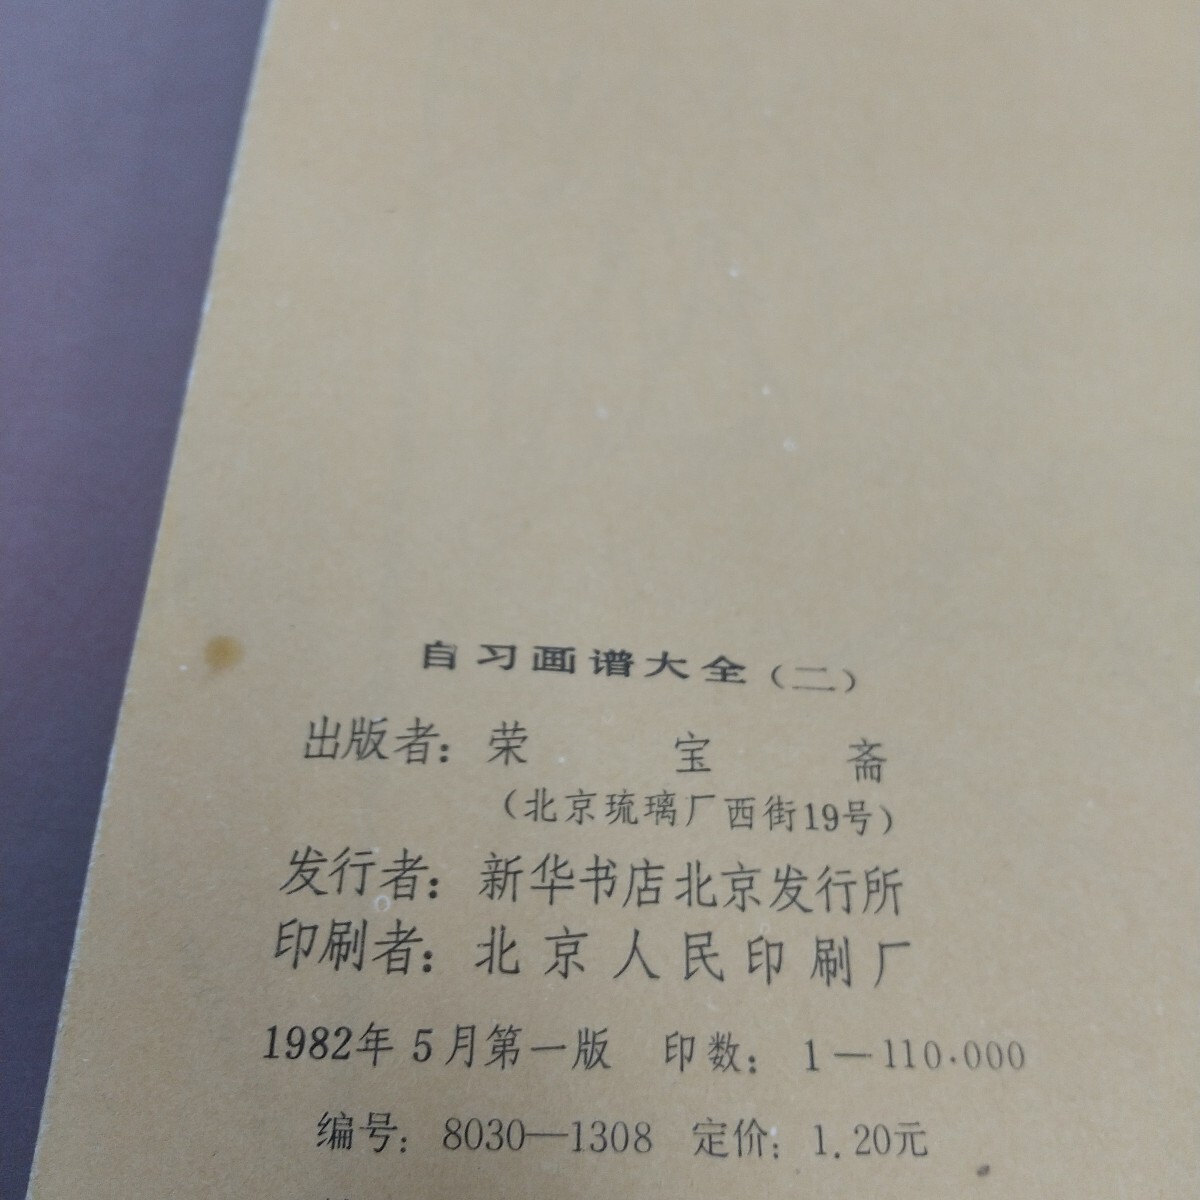 自习画谱大全(二)
出版者:荣宝斋
(北京琉璃厂西街19号)
发行者:新华书店北京发行所
印刷者:北京人民印刷厂
1982年5月第一版 印数:1—110.000
编号:8030—1308 定价:1.20元